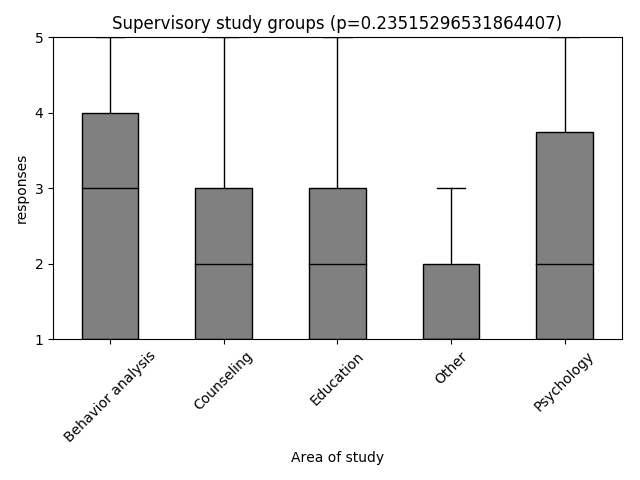 Supervisory study groups (p=0.23515296531864407)
5
4
3
2
1
responses
Behavior analysis
Counseling
Education
Other
Psychology
Area of study